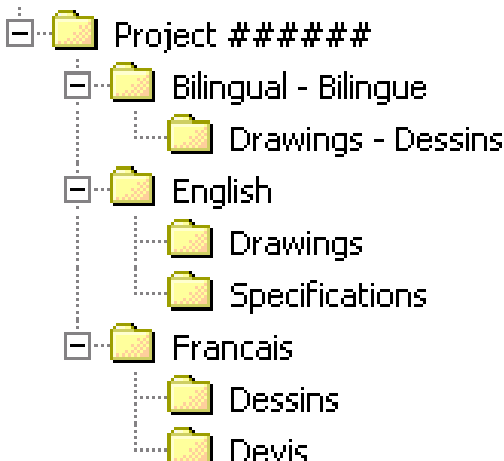 Project ######
Bilingual - Bilingue
Drawings - Dessins
English
Drawings
Specifications
Francais
Dessins
Devis